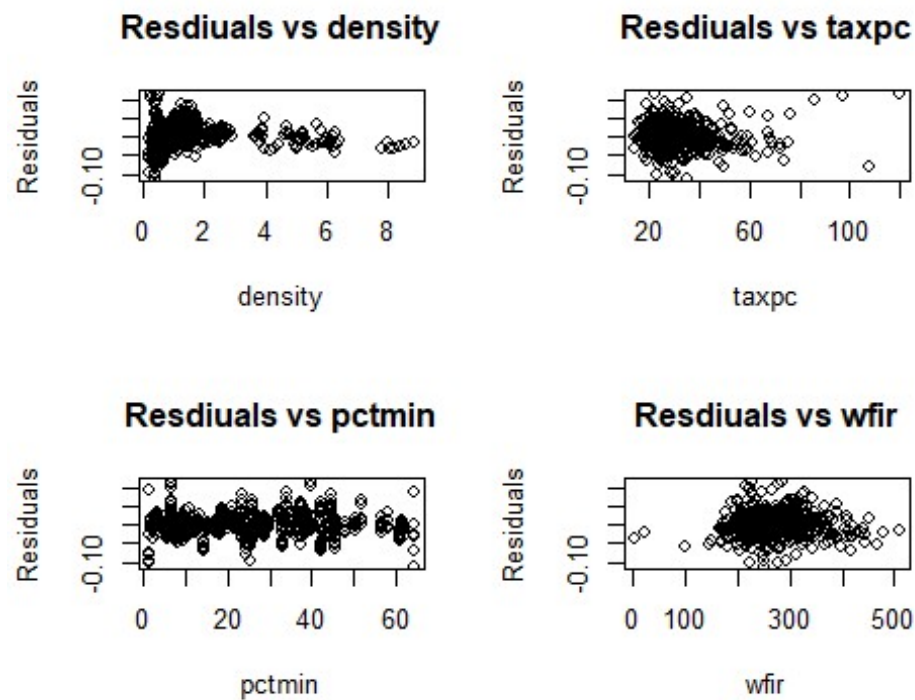 Resdiuals vs density
Residuals
-0.10
0 2 4 6 8
density
Resdiuals vs taxpc
Residuals
-0.10
20 60 100
taxpc
Resdiuals vs pctmin
Residuals
-0.10
0 20 40 60
pctmin
Resdiuals vs wfir
Residuals
-0.10
0 100 300 500
wfir